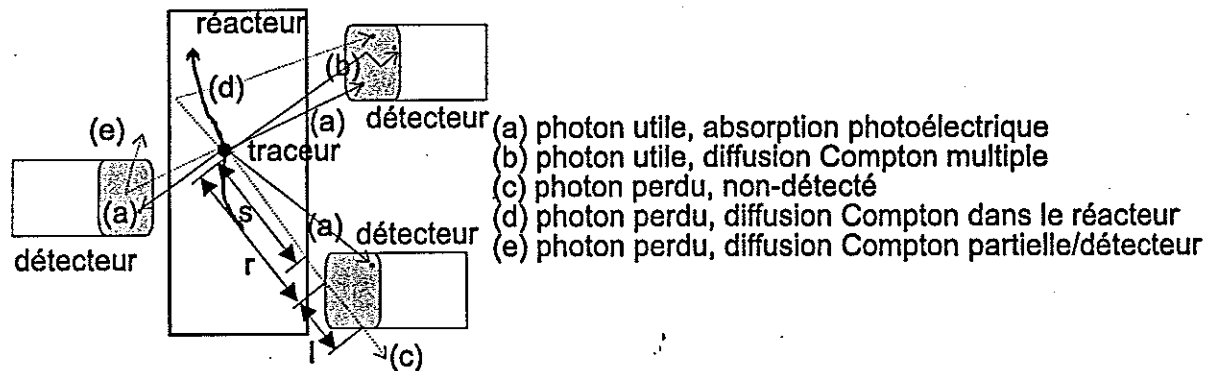 réacteur
(d)
(b)
(e)
(a)
détecteur
traceur
(a)
s
(a)
détecteur
détecteur
r
l
(c)
(a) photon utile, absorption photoélectrique
(b) photon utile, diffusion Compton multiple
(c) photon perdu, non-détecté
(d) photon perdu, diffusion Compton dans le réacteur
(e) photon perdu, diffusion Compton partielle/détecteur